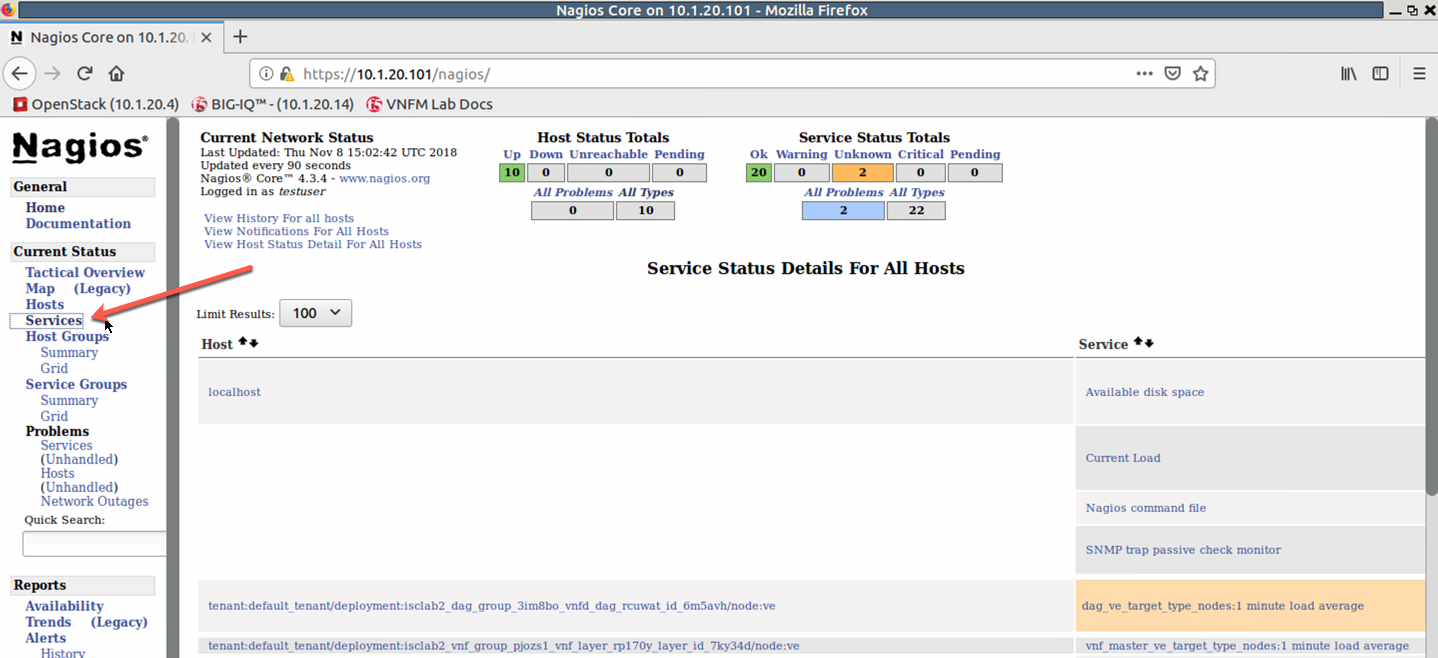 Nagios Core on 10.1.20.101 - Mozilla Firefox
N Nagios Core on 10.1.20.1
https://10.1.20.101/nagios/
OpenStack (10.1.20.4) BIG-IQ™ - (10.1.20.14) VNFM Lab Docs
Nagios®
General
Home
Documentation
Current Status
Tactical Overview
Map (Legacy)
Hosts
Services
Host Groups
Summary
Grid
Service Groups
Summary
Grid
Problems
Services
(Unhandled)
Hosts
(Unhandled)
Network Outages
Quick Search:
Reports
Availability
Trends (Legacy)
Alerts
History
Current Network Status
Last Updated: Thu Nov 8 15:02:42 UTC 2018
Updated every 90 seconds
Nagios® Core™ 4.3.4 - www.nagios.org
Logged in as testuser
View History For all hosts
View Notifications For All Hosts
View Host Status Detail For All Hosts
Host Status Totals
Up Down Unreachable Pending
10 0 0 0
All Problems All Types
0 10
Service Status Totals
Ok Warning Unknown Critical Pending
20 0 2 0 0
All Problems All Types
2 22
Service Status Details For All Hosts
Limit Results: 100
Host Service
localhost Available disk space
Current Load
Nagios command file
SNMP trap passive check monitor
tenant:default_tenant/deployment:isclab2_dag_group_3im8bo_vnfd_dag_rcuwat_id_6m5avh/node:ve dag_ve_target_type_nodes:1 minute load average
tenant:default_tenant/deployment:isclab2_vnf_group_pjozs1_vnf_layer_rp170y_layer_id_7ky34d/node:ve vnf_master_ve_target_type_nodes:1 minute load average